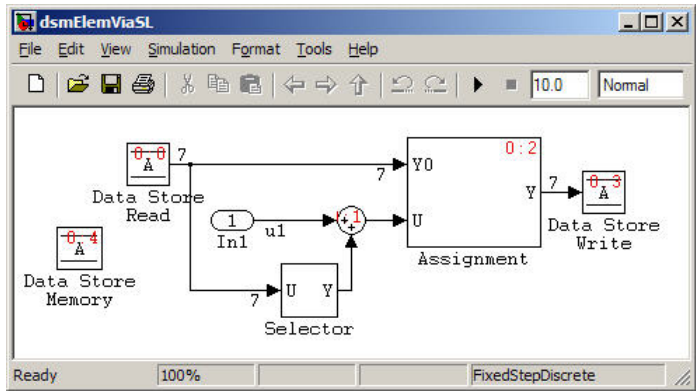 dsmElemViaSL
File Edit View Simulation Format Tools Help
10.0 Normal
0:0
A
7
Data Store
Read
0:4
A
Data Store
Memory
1
In1
u1
0:1
7
U Y
Selector
0:2
7
Y0
U
Y
Assignment
7
0:3
A
Data Store
Write
Ready 100% FixedStepDiscrete